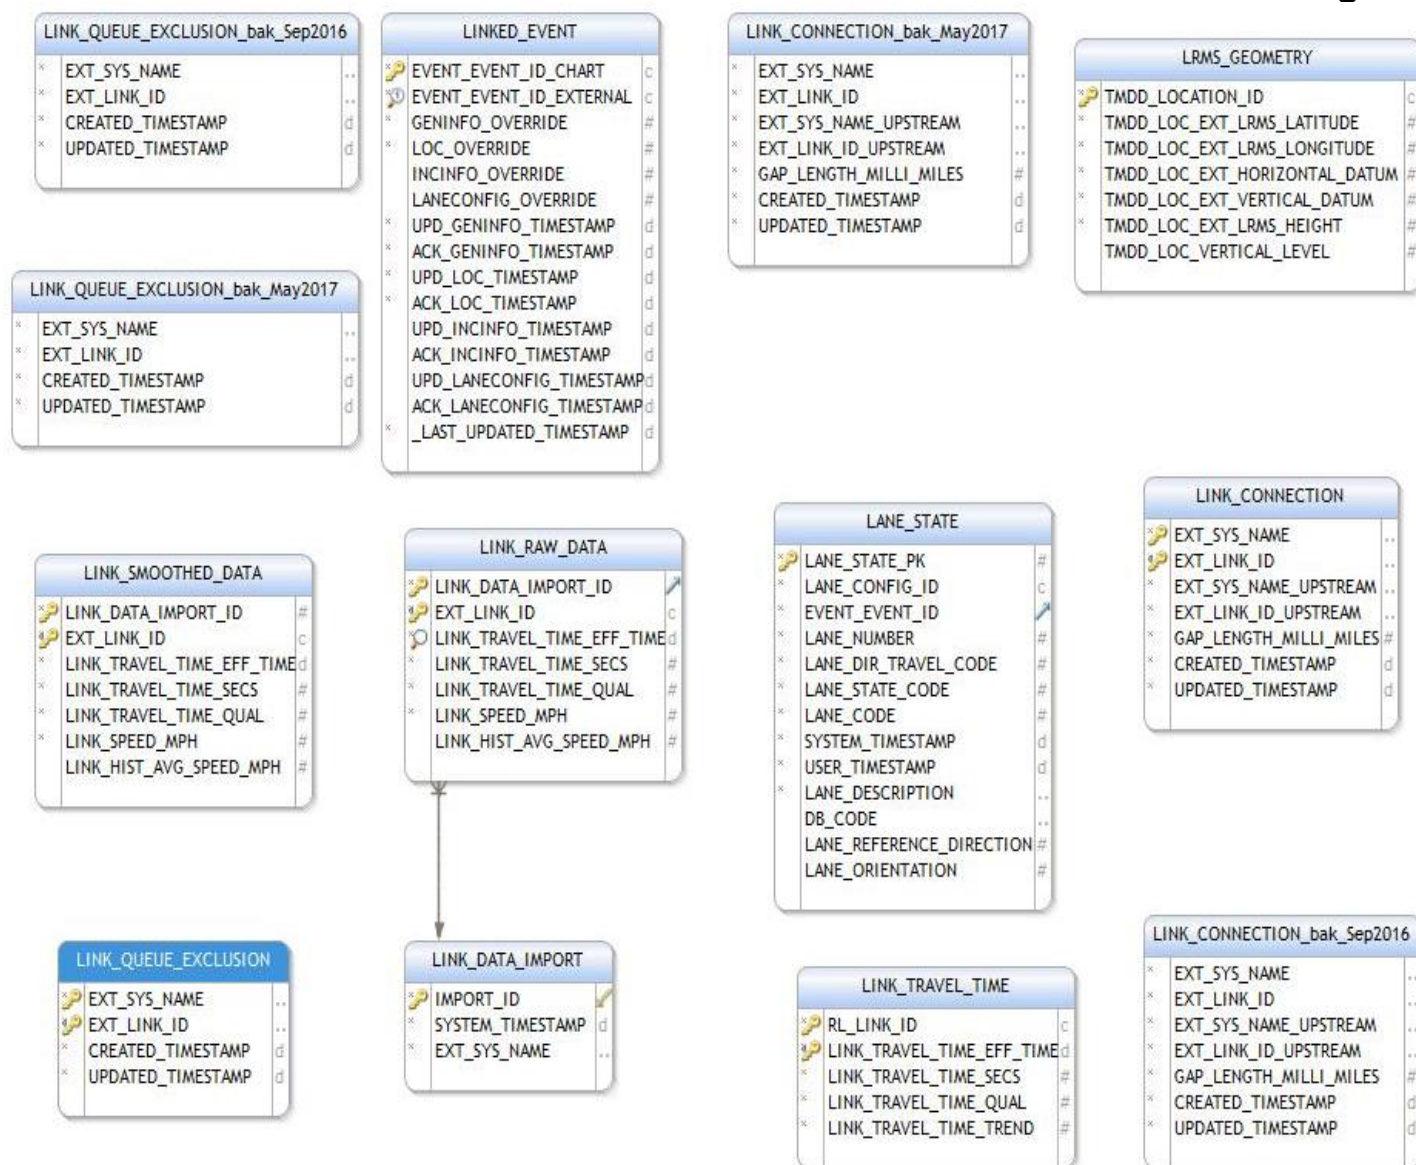 LINK_QUEUE_EXCLUSION_bak_Sep2016
EXT_SYS_NAME
EXT_LINK_ID
CREATED_TIMESTAMP d
UPDATED_TIMESTAMP d
LINKED_EVENT
EVENT_EVENT_ID_CHART c
EVENT_EVENT_ID_EXTERNAL c
GENINFO_OVERRIDE #
LOC_OVERRIDE #
INCINFO_OVERRIDE #
LANECONFIG_OVERRIDE #
UPD_GENINFO_TIMESTAMP d
ACK_GENINFO_TIMESTAMP d
UPD_LOC_TIMESTAMP d
ACK_LOC_TIMESTAMP d
UPD_INCINFO_TIMESTAMP d
ACK_INCINFO_TIMESTAMP d
UPD_LANECONFIG_TIMESTAMP d
ACK_LANECONFIG_TIMESTAMP d
_LAST_UPDATED_TIMESTAMP d
LINK_CONNECTION_bak_May2017
EXT_SYS_NAME
EXT_LINK_ID
EXT_SYS_NAME_UPSTREAM
EXT_LINK_ID_UPSTREAM
GAP_LENGTH_MILLI_MILES #
CREATED_TIMESTAMP d
UPDATED_TIMESTAMP d
LRMS_GEOMETRY
TMDD_LOCATION_ID c
TMDD_LOC_EXT_LRMS_LATITUDE #
TMDD_LOC_EXT_LRMS_LONGITUDE #
TMDD_LOC_EXT_HORIZONTAL_DATUM #
TMDD_LOC_EXT_VERTICAL_DATUM #
TMDD_LOC_EXT_LRMS_HEIGHT #
TMDD_LOC_VERTICAL_LEVEL #
LINK_QUEUE_EXCLUSION_bak_May2017
EXT_SYS_NAME
EXT_LINK_ID
CREATED_TIMESTAMP d
UPDATED_TIMESTAMP d
LINK_SMOOTHED_DATA
LINK_DATA_IMPORT_ID #
EXT_LINK_ID c
LINK_TRAVEL_TIME_EFF_TIME d
LINK_TRAVEL_TIME_SECS #
LINK_TRAVEL_TIME_QUAL #
LINK_SPEED_MPH #
LINK_HIST_AVG_SPEED_MPH #
LINK_RAW_DATA
LINK_DATA_IMPORT_ID
EXT_LINK_ID c
LINK_TRAVEL_TIME_EFF_TIME d
LINK_TRAVEL_TIME_SECS #
LINK_TRAVEL_TIME_QUAL #
LINK_SPEED_MPH #
LINK_HIST_AVG_SPEED_MPH #
LANE_STATE
LANE_STATE_PK #
LANE_CONFIG_ID c
EVENT_EVENT_ID
LANE_NUMBER #
LANE_DIR_TRAVEL_CODE #
LANE_STATE_CODE #
LANE_CODE #
SYSTEM_TIMESTAMP d
USER_TIMESTAMP d
LANE_DESCRIPTION
DB_CODE
LANE_REFERENCE_DIRECTION #
LANE_ORIENTATION #
LINK_CONNECTION
EXT_SYS_NAME
EXT_LINK_ID
EXT_SYS_NAME_UPSTREAM
EXT_LINK_ID_UPSTREAM
GAP_LENGTH_MILLI_MILES #
CREATED_TIMESTAMP d
UPDATED_TIMESTAMP d
LINK_QUEUE_EXCLUSION
EXT_SYS_NAME
EXT_LINK_ID
CREATED_TIMESTAMP d
UPDATED_TIMESTAMP d
LINK_DATA_IMPORT
IMPORT_ID
SYSTEM_TIMESTAMP d
EXT_SYS_NAME
LINK_TRAVEL_TIME
RL_LINK_ID c
LINK_TRAVEL_TIME_EFF_TIME d
LINK_TRAVEL_TIME_SECS #
LINK_TRAVEL_TIME_QUAL #
LINK_TRAVEL_TIME_TREND #
LINK_CONNECTION_bak_Sep2016
EXT_SYS_NAME
EXT_LINK_ID
EXT_SYS_NAME_UPSTREAM
EXT_LINK_ID_UPSTREAM
GAP_LENGTH_MILLI_MILES #
CREATED_TIMESTAMP d
UPDATED_TIMESTAMP d